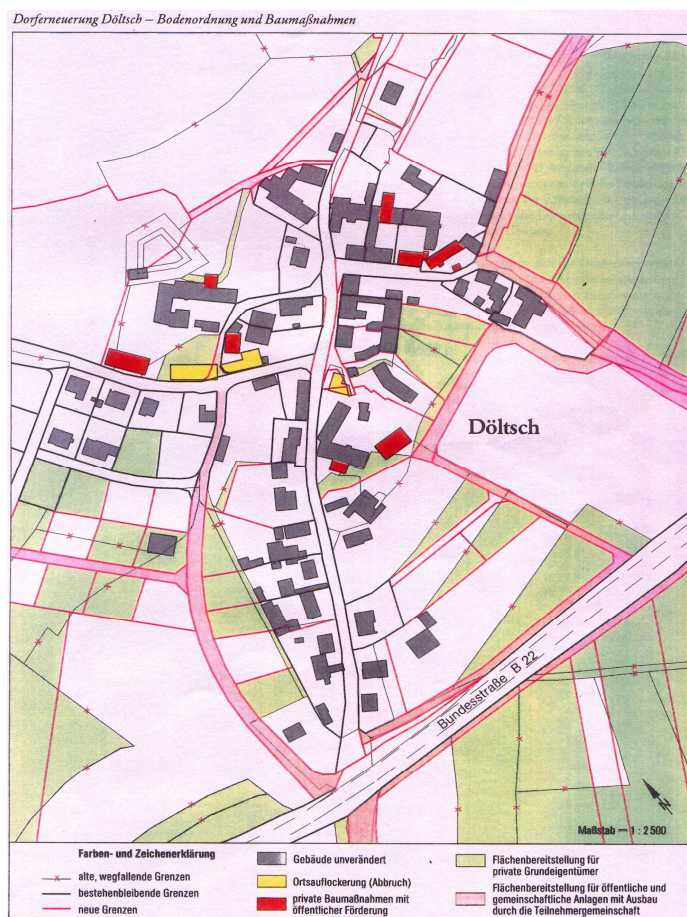 Dorferneuerung Döltsch – Bodenordnung und Baumaßnahmen
Döltsch
Bundesstraße B 22
N
Maßstab – 1 : 2500
Farben- und Zeichenerklärung
alte, wegfallende Grenzen
bestehenbleibende Grenzen
neue Grenzen
Gebäude unverändert
Ortsauflockerung (Abbruch)
private Baumaßnahmen mit
öffentlicher Förderung
Flächenbereitstellung für
private Grundeigentümer
Flächenbereitstellung für öffentliche und
gemeinschaftliche Anlagen mit Ausbau
durch die Teilnehmergemeinschaft